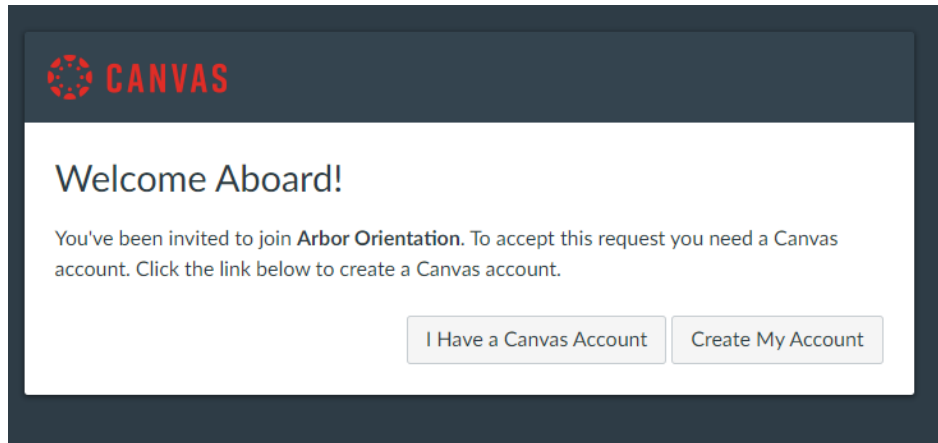 CANVAS
Welcome Aboard!
You've been invited to join Arbor Orientation. To accept this request you need a Canvas
account. Click the link below to create a Canvas account.
I Have a Canvas Account Create My Account